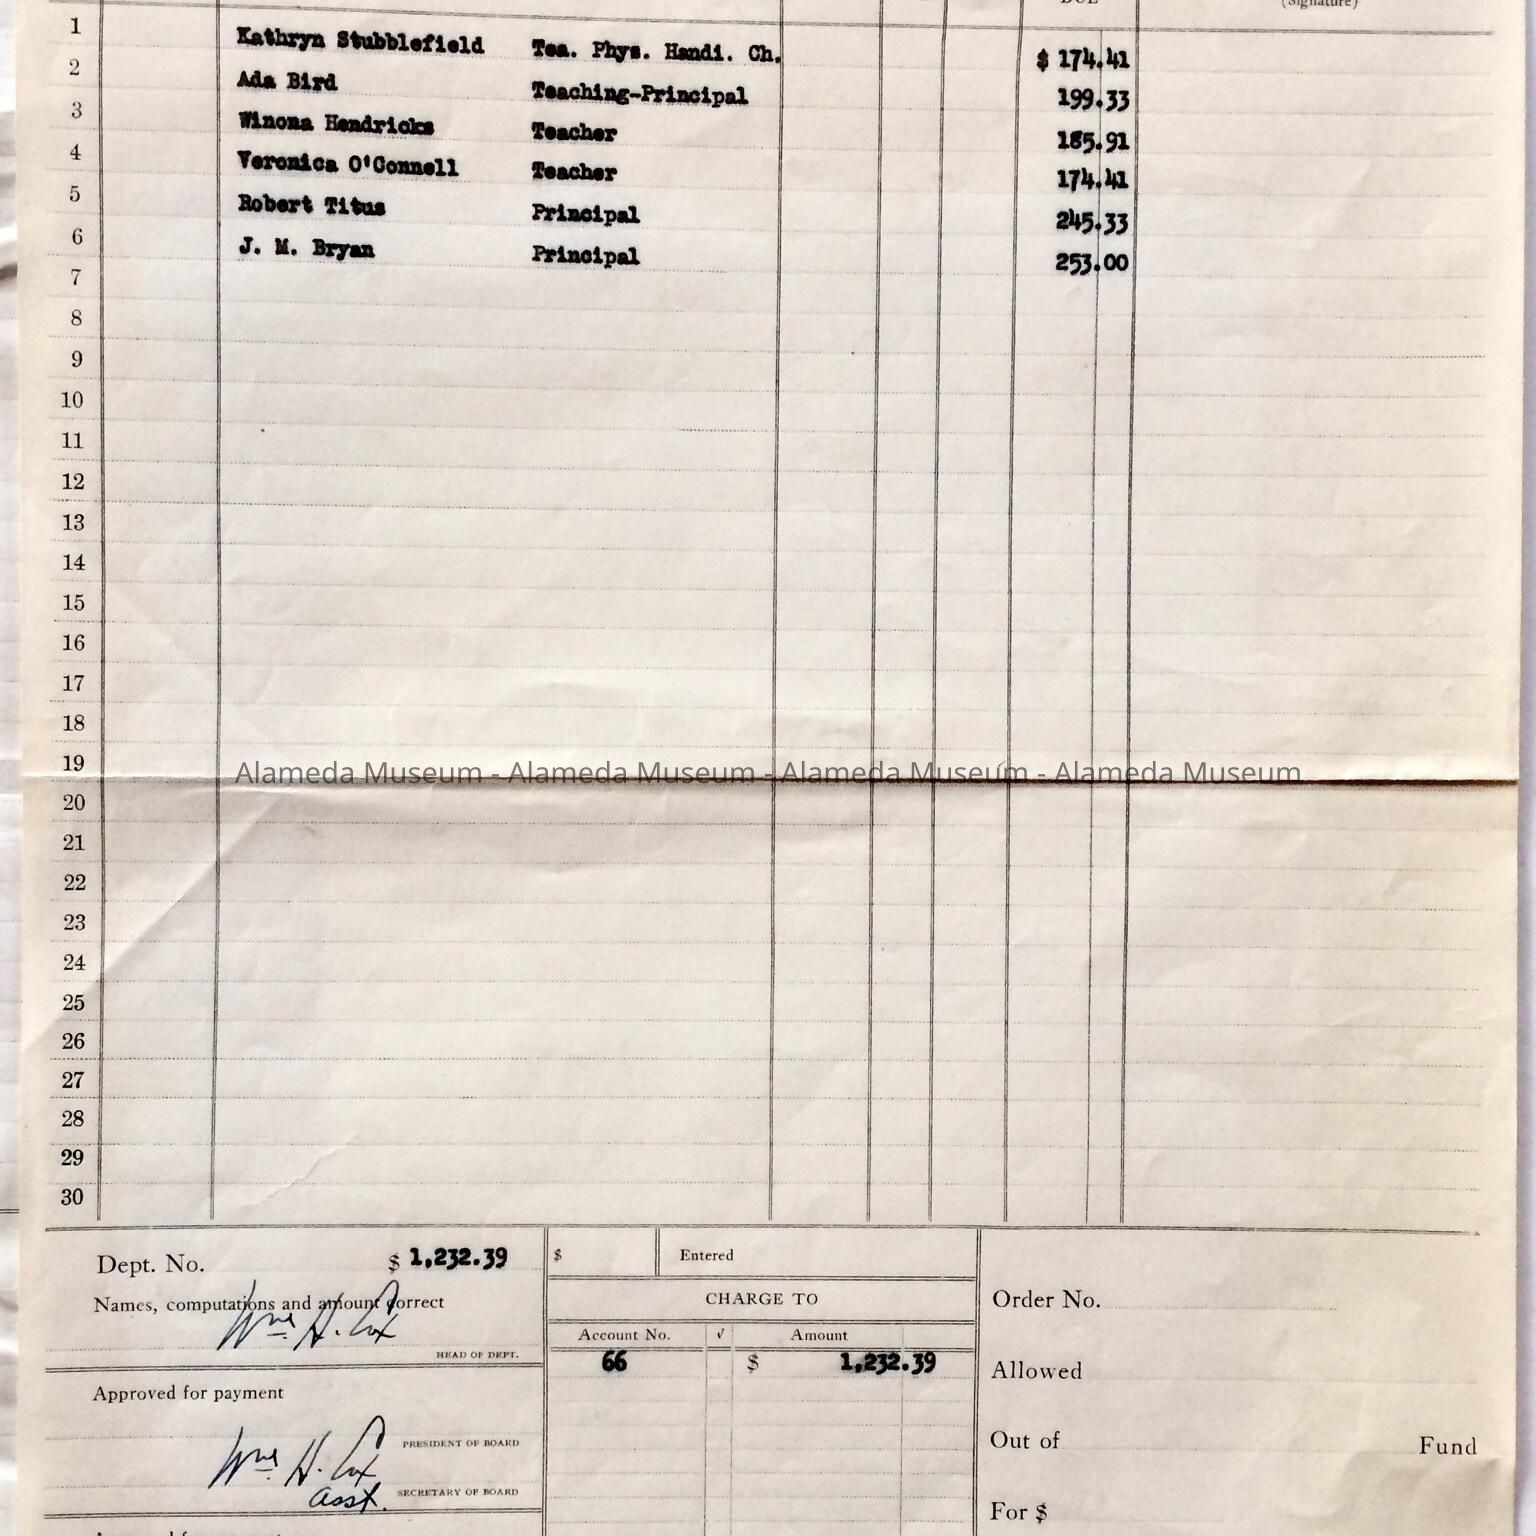 DUE (Signature)
1 Kathryn Stubblefield Tea. Phys. Handi. Ch. $ 174.41
2 Ada Bird Teaching-Principal 199.33
3 Winona Hendricks Teacher 185.91
4 Veronica O'Connell Teacher 174.41
5 Robert Titus Principal 245.33
6 J. M. Bryan Principal 253.00
7
8
9
10
11
12
13
14
15
16
17
18
19
Alameda Museum - Alameda Museum - Alameda Museum - Alameda Museum
20
21
22
23
24
25
26
27
28
29
30
Dept. No. $ 1,232.39
Names, computations and amount correct
Wm H. Cox
HEAD OF DEPT.
Approved for payment
PRESIDENT OF BOARD
Wm H. Cox
Asst. SECRETARY OF BOARD
$ Entered
CHARGE TO
Account No. √ Amount
66 $ 1,232.39
Order No.
Allowed
Out of Fund
For $